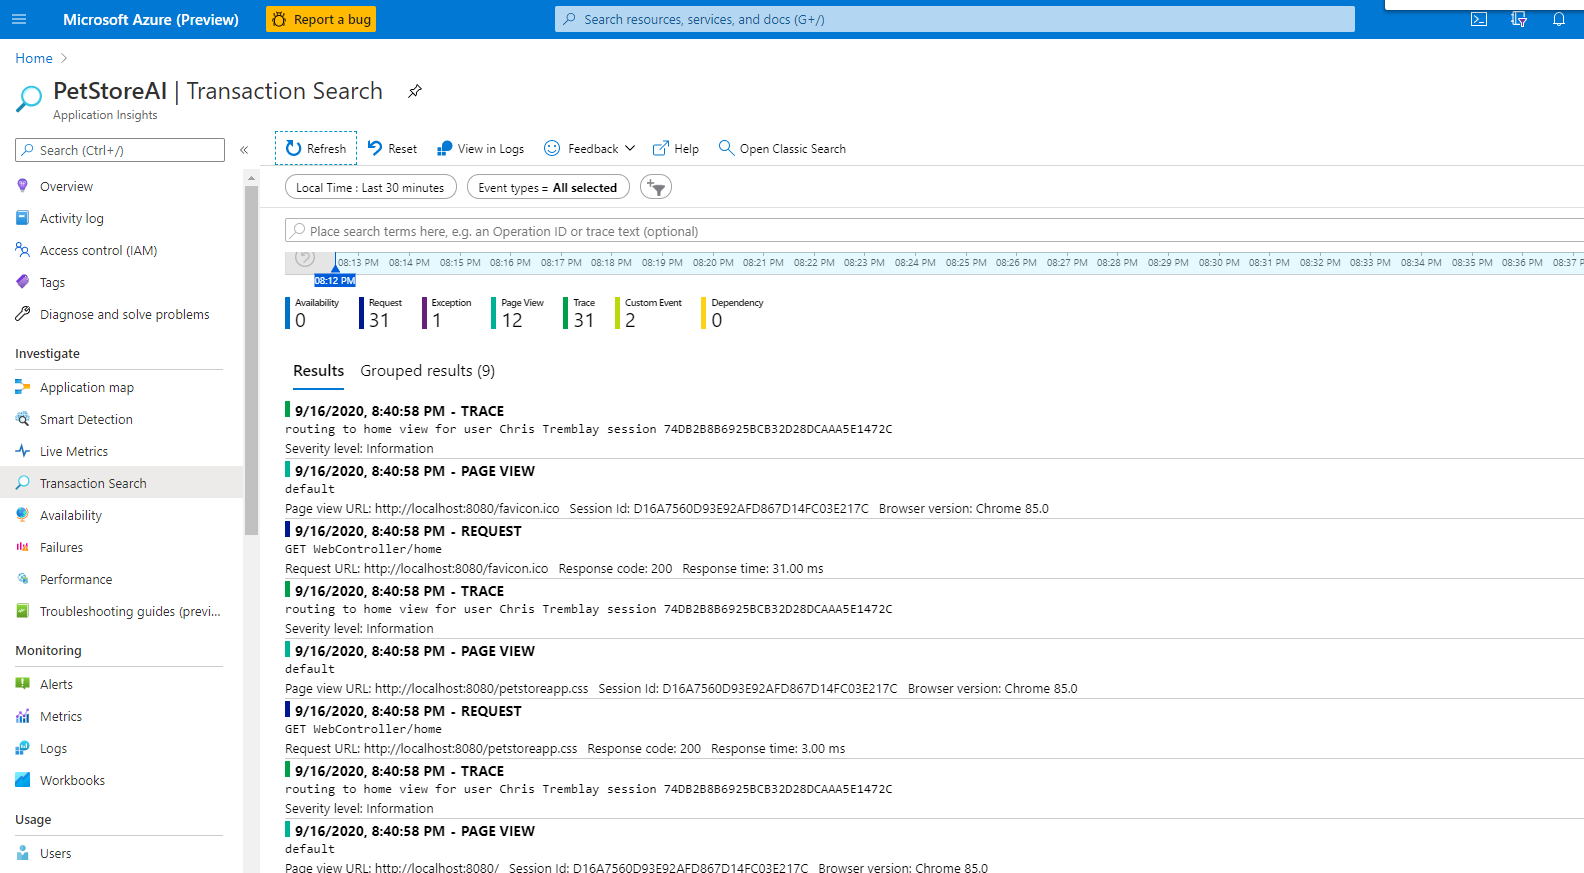 Microsoft Azure (Preview)
Report a bug
Search resources, services, and docs (G+/)
Home
PetStoreAI | Transaction Search
Application Insights
Search (Ctrl+/)
«
Overview
Activity log
Access control (IAM)
Tags
Diagnose and solve problems
Investigate
Application map
Smart Detection
Live Metrics
Transaction Search
Availability
Failures
Performance
Troubleshooting guides (previ...
Monitoring
Alerts
Metrics
Logs
Workbooks
Usage
Users
Refresh
Reset
View in Logs
Feedback
Help
Open Classic Search
Local Time : Last 30 minutes
Event types = All selected
Place search terms here, e.g. an Operation ID or trace text (optional)
08:13 PM 08:14 PM 08:15 PM 08:16 PM 08:17 PM 08:18 PM 08:19 PM 08:20 PM 08:21 PM 08:22 PM 08:23 PM 08:24 PM 08:25 PM 08:26 PM 08:27 PM 08:28 PM 08:29 PM 08:30 PM 08:31 PM 08:32 PM 08:33 PM 08:34 PM 08:35 PM 08:36 PM 08:37 P
08:12 PM
Availability
0
Request
31
Exception
1
Page View
12
Trace
31
Custom Event
2
Dependency
0
Results
Grouped results (9)
9/16/2020, 8:40:58 PM - TRACE
routing to home view for user Chris Tremblay session 74DB2B8B6925BCB32D28DCAAA5E1472C
Severity level: Information
9/16/2020, 8:40:58 PM - PAGE VIEW
default
Page view URL: http://localhost:8080/favicon.ico Session Id: D16A7560D93E92AFD867D14FC03E217C Browser version: Chrome 85.0
9/16/2020, 8:40:58 PM - REQUEST
GET WebController/home
Request URL: http://localhost:8080/favicon.ico Response code: 200 Response time: 31.00 ms
9/16/2020, 8:40:58 PM - TRACE
routing to home view for user Chris Tremblay session 74DB2B8B6925BCB32D28DCAAA5E1472C
Severity level: Information
9/16/2020, 8:40:58 PM - PAGE VIEW
default
Page view URL: http://localhost:8080/petstoreapp.css Session Id: D16A7560D93E92AFD867D14FC03E217C Browser version: Chrome 85.0
9/16/2020, 8:40:58 PM - REQUEST
GET WebController/home
Request URL: http://localhost:8080/petstoreapp.css Response code: 200 Response time: 3.00 ms
9/16/2020, 8:40:58 PM - TRACE
routing to home view for user Chris Tremblay session 74DB2B8B6925BCB32D28DCAAA5E1472C
Severity level: Information
9/16/2020, 8:40:58 PM - PAGE VIEW
default
Page view URL: http://localhost:8080/ Session Id: D16A7560D93E92AFD867D14FC03E217C Browser version: Chrome 85.0